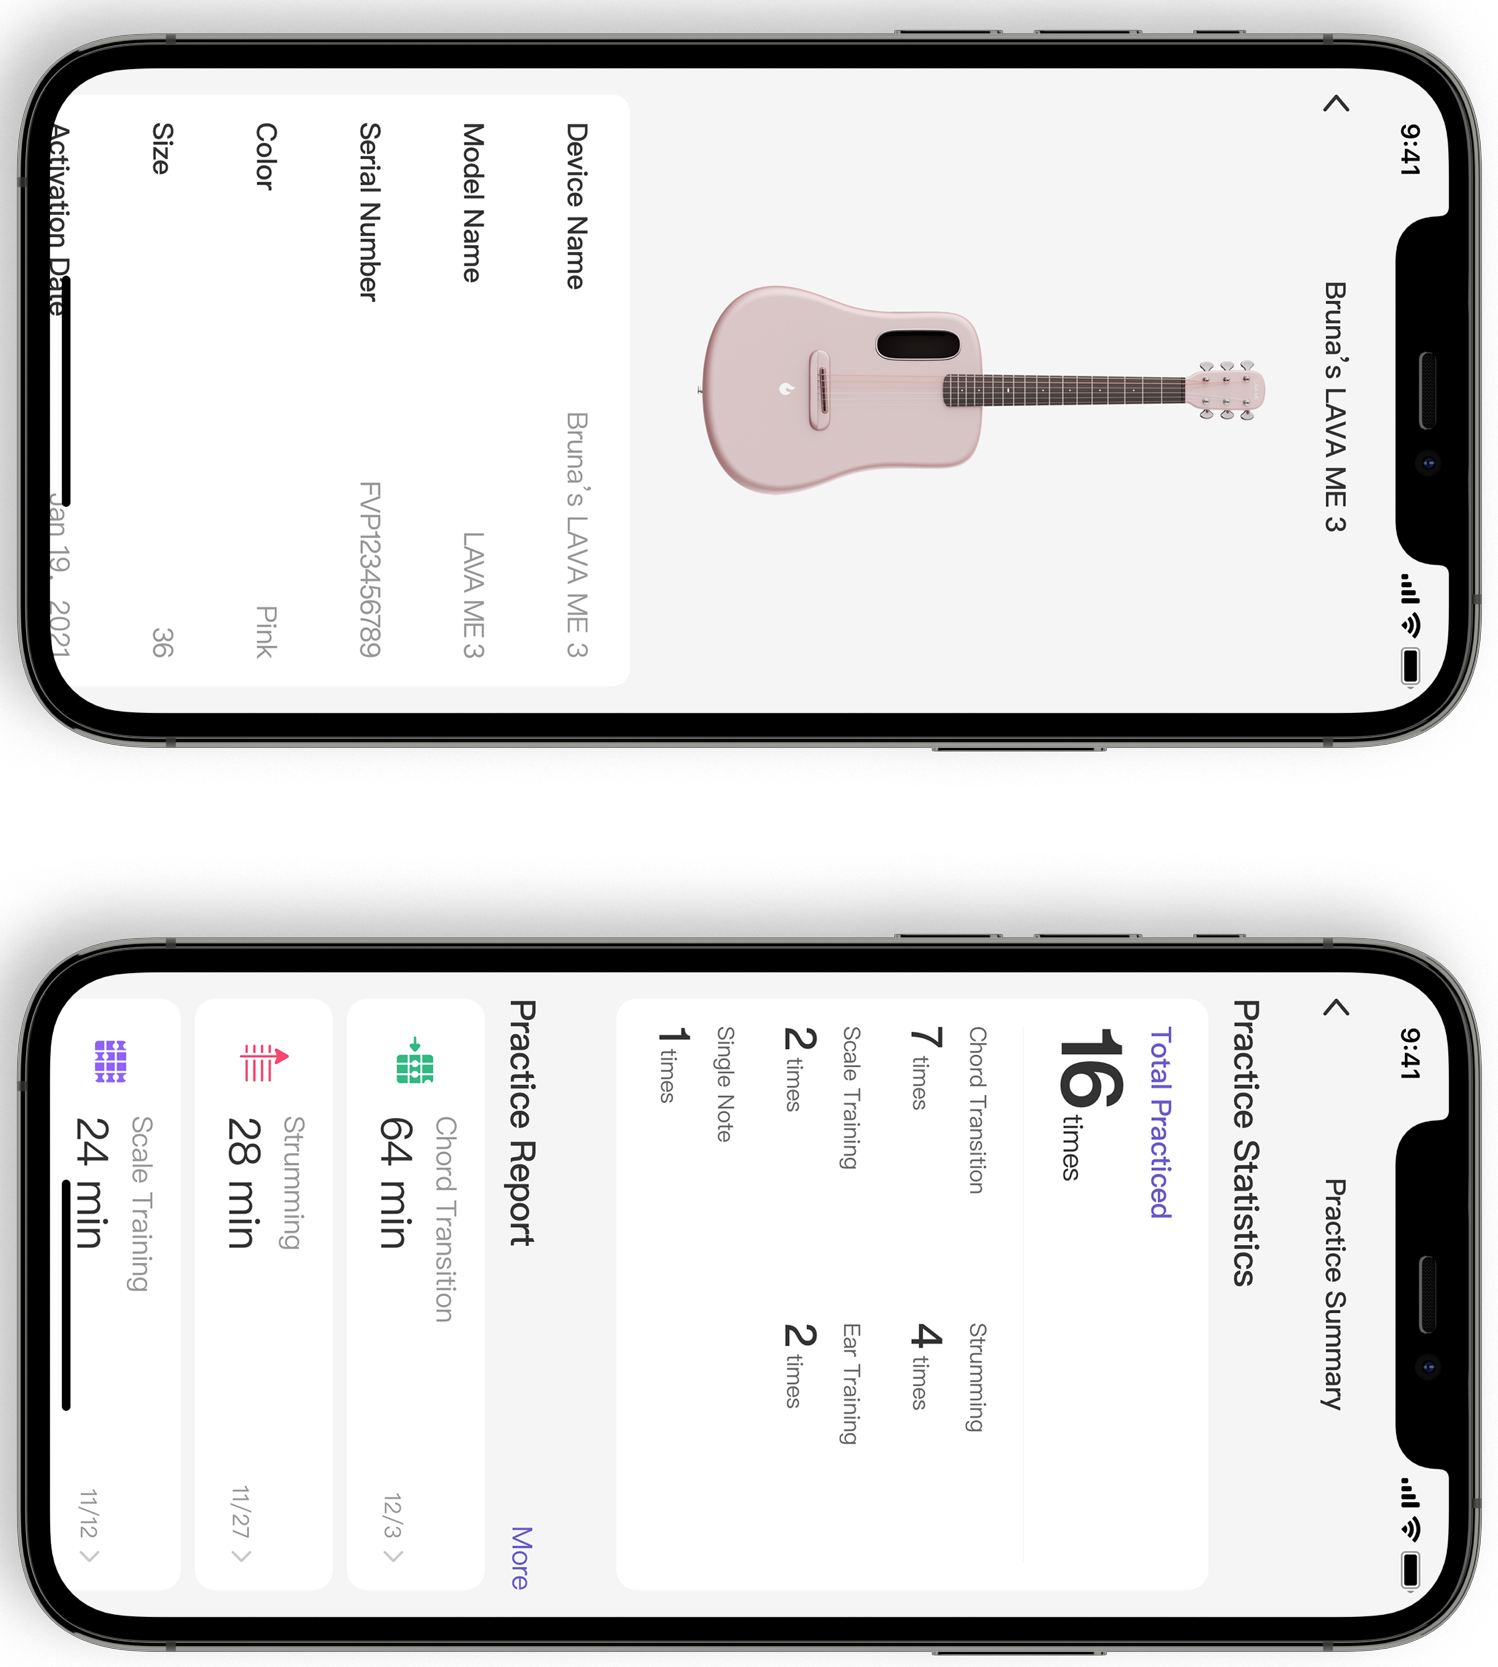 9:41
Bruna's LAVA ME 3
Device Name Bruna's LAVA ME 3
Model Name LAVA ME 3
Serial Number FVP123456789
Color Pink
Size 36
Activation Date Jan 19, 2021
9:41
Practice Summary
Practice Statistics
Total Practiced
16 times
Chord Transition Strumming
7 times 4 times
Scale Training Ear Training
2 times 2 times
Single Note
1 times
Practice Report More
Chord Transition
64 min 12/3
Strumming
28 min 11/27
Scale Training
24 min 11/12